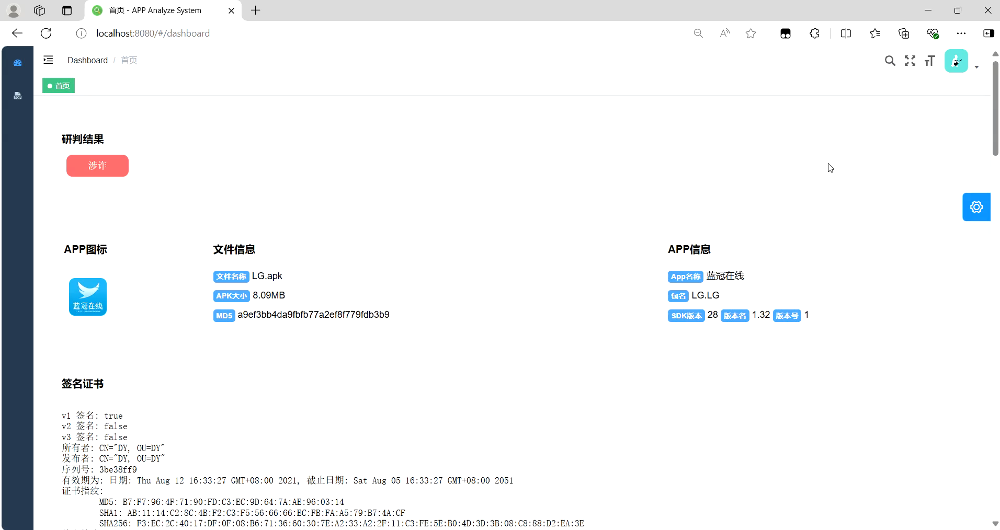 首页 - APP Analyze System
localhost:8080/#/dashboard
Dashboard / 首页
首页
研判结果
涉诈
APP图标
文件信息
APP信息
蓝冠在线
文件名称 LG.apk
APK大小 8.09MB
MD5 a9ef3bb4da9fbfb77a2ef8f779fdb3b9
App名称 蓝冠在线
包名 LG.LG
SDK版本 28 版本名 1.32 版本号 1
签名证书
v1 签名: true
v2 签名: false
v3 签名: false
所有者: CN="DY, OU=DY"
发布者: CN="DY, OU=DY"
序列号: 3be38ff9
有效期为: 日期: Thu Aug 12 16:33:27 GMT+08:00 2021, 截止日期: Sat Aug 05 16:33:27 GMT+08:00 2051
证书指纹:
MD5: B7:F7:96:4F:71:90:FD:C3:EC:9D:64:7A:AE:96:03:14
SHA1: AB:11:14:C2:8C:4B:F2:C3:F5:56:66:66:EC:FB:FA:A5:79:B7:4A:CF
SHA256: F3:EC:2C:40:17:DF:0F:08:B6:71:36:60:30:7E:A2:33:A2:2F:11:C3:FE:5E:B0:4D:3D:3B:08:C8:88:D2:EA:3E